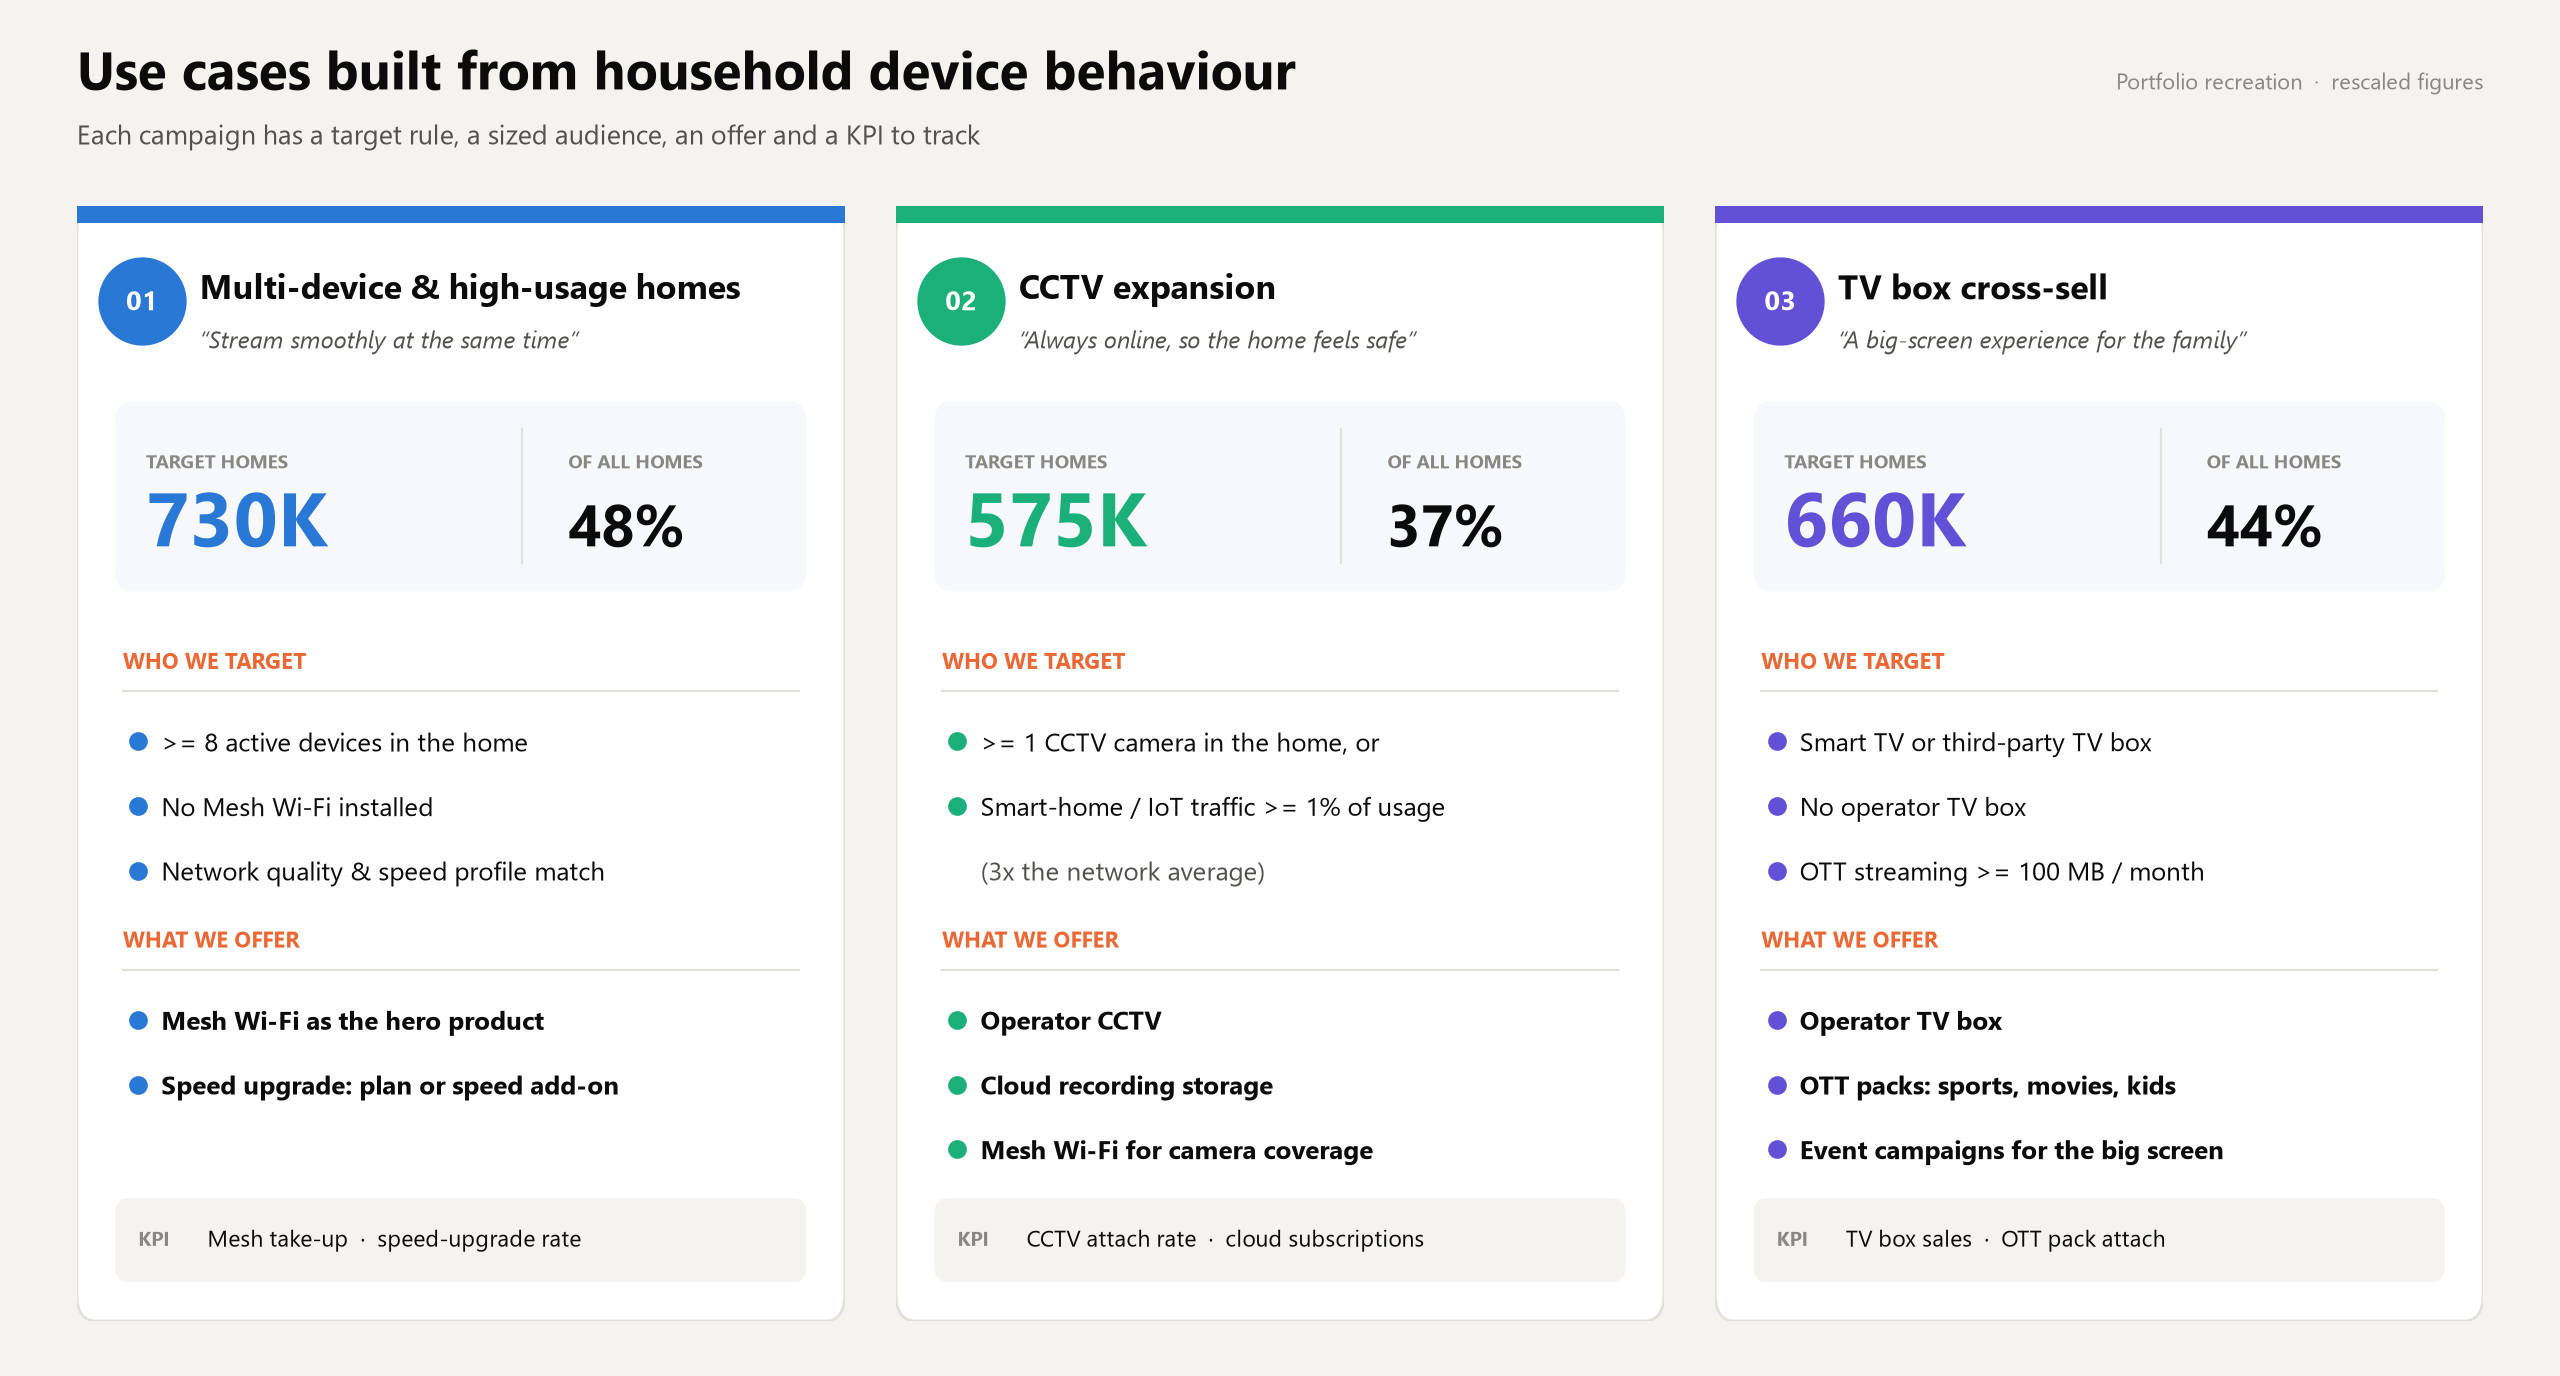 Use cases built from household device behaviour
Portfolio recreation · rescaled figures
Each campaign has a target rule, a sized audience, an offer and a KPI to track
01
Multi-device & high-usage homes
“Stream smoothly at the same time”
TARGET HOMES
730K
OF ALL HOMES
48%
WHO WE TARGET
>= 8 active devices in the home
No Mesh Wi-Fi installed
Network quality & speed profile match
WHAT WE OFFER
Mesh Wi-Fi as the hero product
Speed upgrade: plan or speed add-on
KPI Mesh take-up · speed-upgrade rate
02
CCTV expansion
“Always online, so the home feels safe”
TARGET HOMES
575K
OF ALL HOMES
37%
WHO WE TARGET
>= 1 CCTV camera in the home, or
Smart-home / IoT traffic >= 1% of usage
(3x the network average)
WHAT WE OFFER
Operator CCTV
Cloud recording storage
Mesh Wi-Fi for camera coverage
KPI CCTV attach rate · cloud subscriptions
03
TV box cross-sell
“A big-screen experience for the family”
TARGET HOMES
660K
OF ALL HOMES
44%
WHO WE TARGET
Smart TV or third-party TV box
No operator TV box
OTT streaming >= 100 MB / month
WHAT WE OFFER
Operator TV box
OTT packs: sports, movies, kids
Event campaigns for the big screen
KPI TV box sales · OTT pack attach